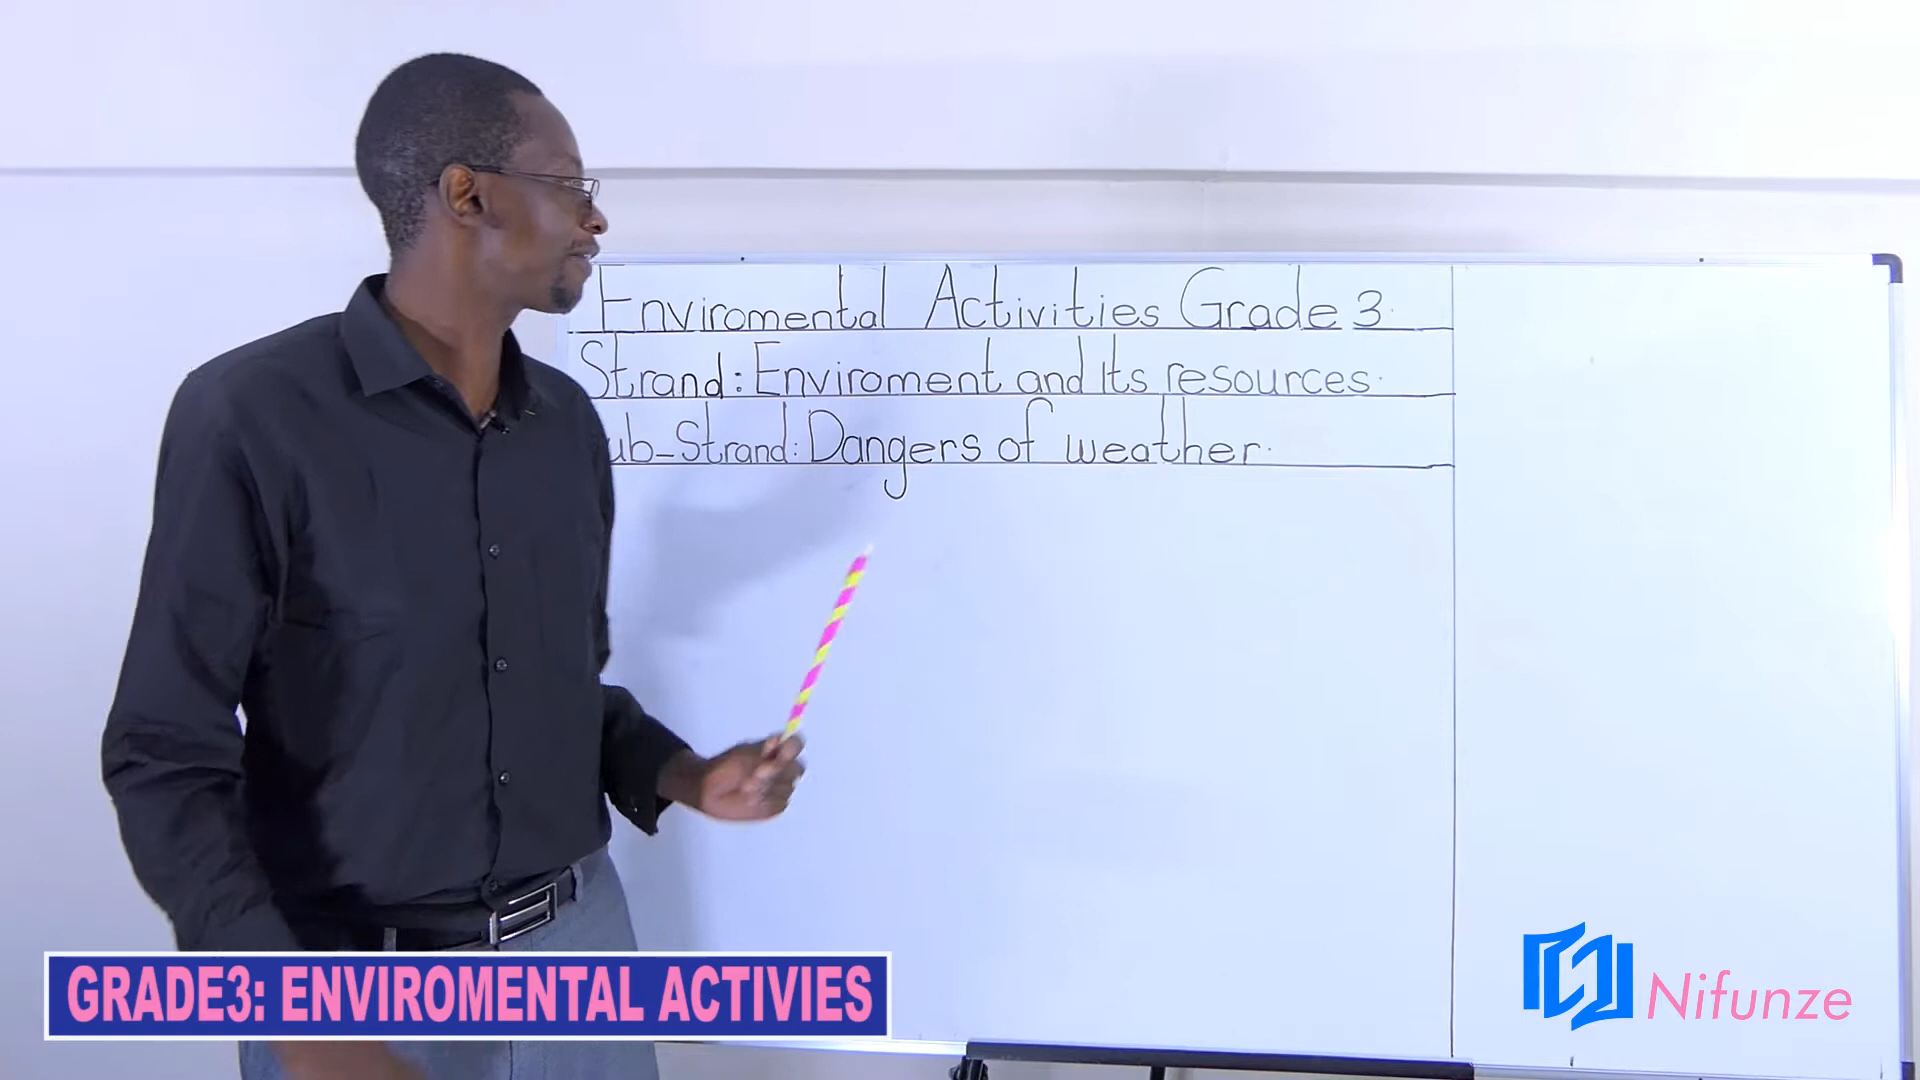 Enviromental Activities Grade 3.
Strand: Enviroment and Its resources.
ub-Strand: Dangers of weather.
GRADE3: ENVIROMENTAL ACTIVIES
Nifunze